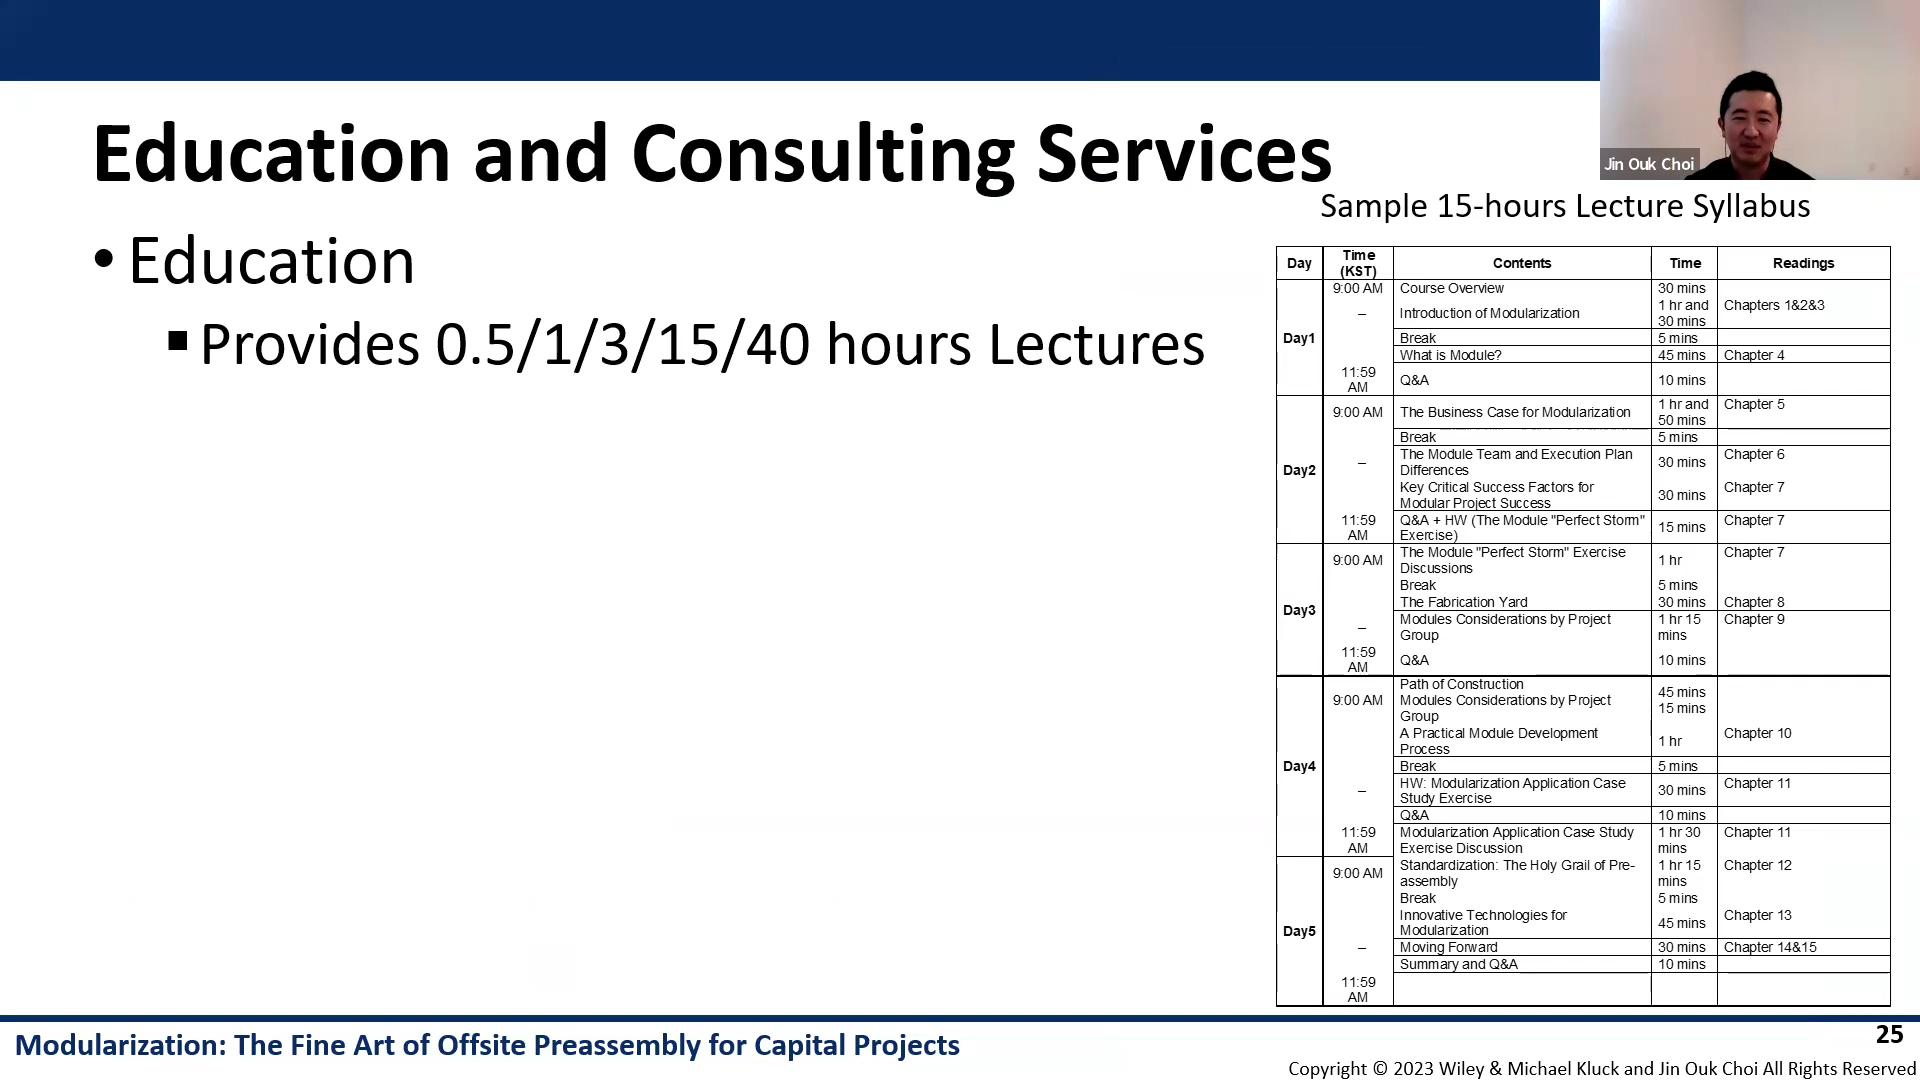 Jin Ouk Choi
Education and Consulting Services
• Education
▪ Provides 0.5/1/3/15/40 hours Lectures
Sample 15-hours Lecture Syllabus
Day Time (KST) Contents Time Readings
Day1
9:00 AM Course Overview 30 mins
– Introduction of Modularization 1 hr and 30 mins Chapters 1&2&3
Break 5 mins
What is Module? 45 mins Chapter 4
11:59 AM Q&A 10 mins
Day2
9:00 AM The Business Case for Modularization 1 hr and 50 mins Chapter 5
Break 5 mins
– The Module Team and Execution Plan Differences 30 mins Chapter 6
Key Critical Success Factors for Modular Project Success 30 mins Chapter 7
11:59 AM Q&A + HW (The Module "Perfect Storm" Exercise) 15 mins Chapter 7
Day3
9:00 AM The Module "Perfect Storm" Exercise Discussions 1 hr Chapter 7
Break 5 mins
The Fabrication Yard 30 mins Chapter 8
– Modules Considerations by Project Group 1 hr 15 mins Chapter 9
11:59 AM Q&A 10 mins
Day4
9:00 AM Path of Construction 45 mins
Modules Considerations by Project Group 15 mins
A Practical Module Development Process 1 hr Chapter 10
Break 5 mins
– HW: Modularization Application Case Study Exercise 30 mins Chapter 11
Q&A 10 mins
11:59 AM Modularization Application Case Study Exercise Discussion 1 hr 30 mins Chapter 11
Day5
9:00 AM Standardization: The Holy Grail of Pre-assembly 1 hr 15 mins Chapter 12
Break 5 mins
Innovative Technologies for Modularization 45 mins Chapter 13
– Moving Forward 30 mins Chapter 14&15
Summary and Q&A 10 mins
11:59 AM
Modularization: The Fine Art of Offsite Preassembly for Capital Projects
25
Copyright © 2023 Wiley & Michael Kluck and Jin Ouk Choi All Rights Reserved